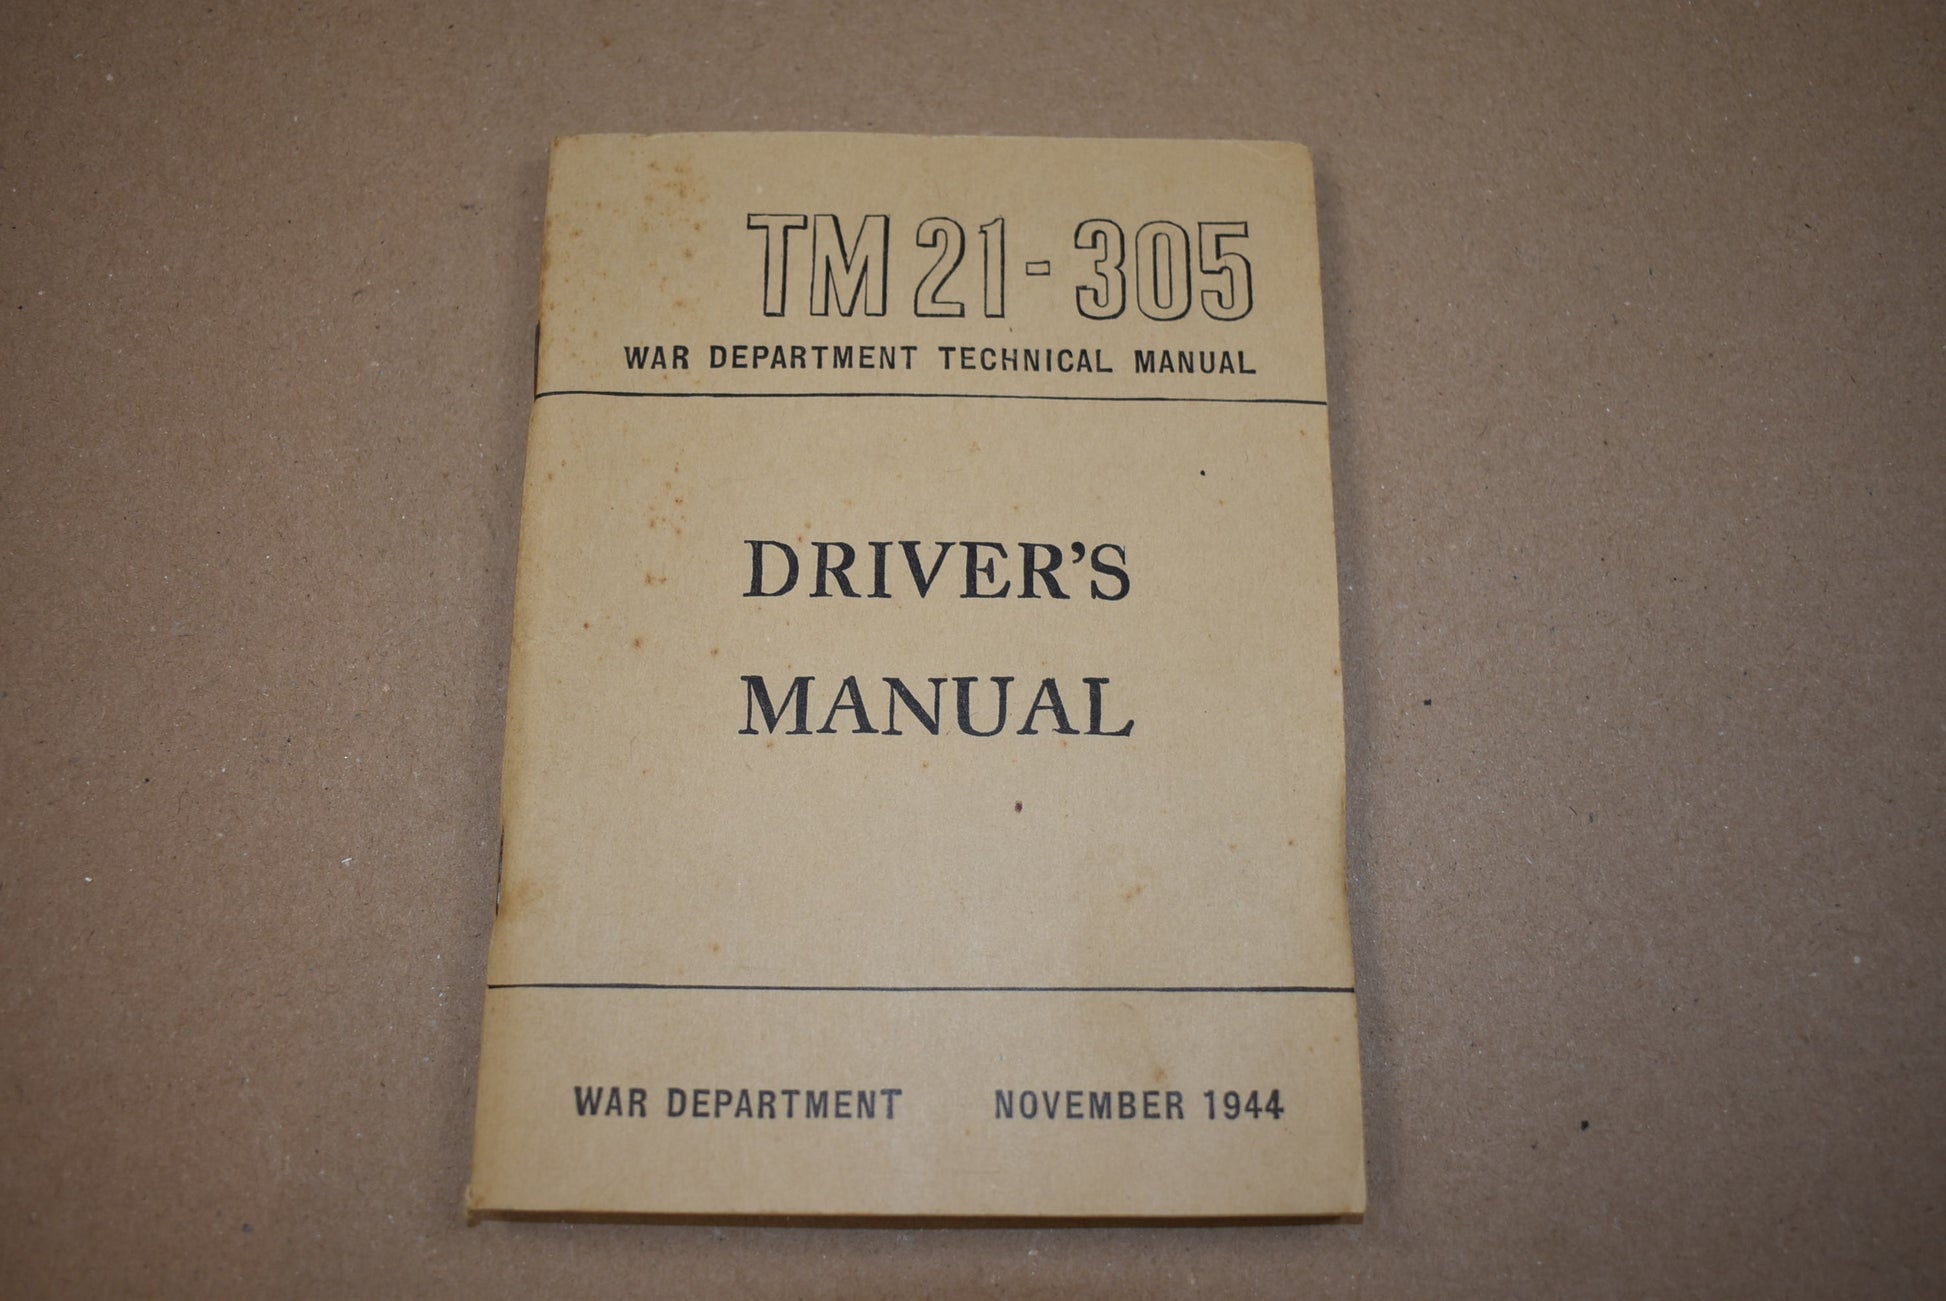 TM 21-305
WAR DEPARTMENT TECHNICAL MANUAL
DRIVER’S
MANUAL
WAR DEPARTMENT NOVEMBER 1944